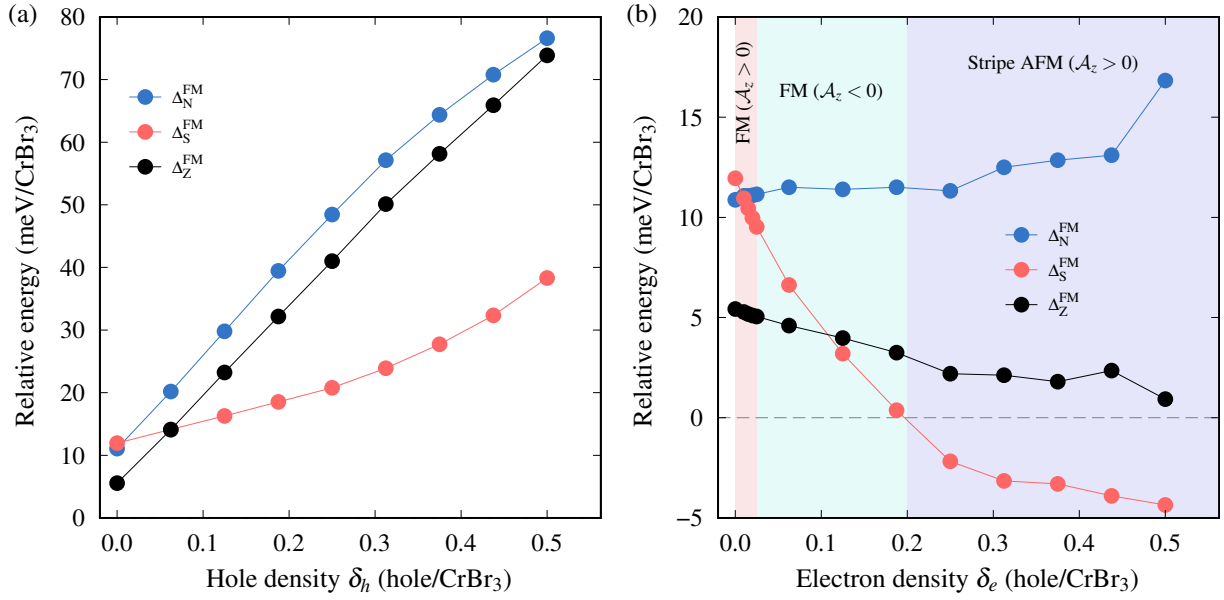 (a)
80
70
60
50
40
30
20
10
0
Relative energy (meV/CrBr₃)
Δ_N^FM
Δ_S^FM
Δ_Z^FM
0.0 0.1 0.2 0.3 0.4 0.5
Hole density δ_h (hole/CrBr₃)
(b)
20
15
10
5
0
−5
Relative energy (meV/CrBr₃)
FM (𝒜_z > 0)
FM (𝒜_z < 0)
Stripe AFM (𝒜_z > 0)
Δ_N^FM
Δ_S^FM
Δ_Z^FM
0.0 0.1 0.2 0.3 0.4 0.5
Electron density δ_e (hole/CrBr₃)